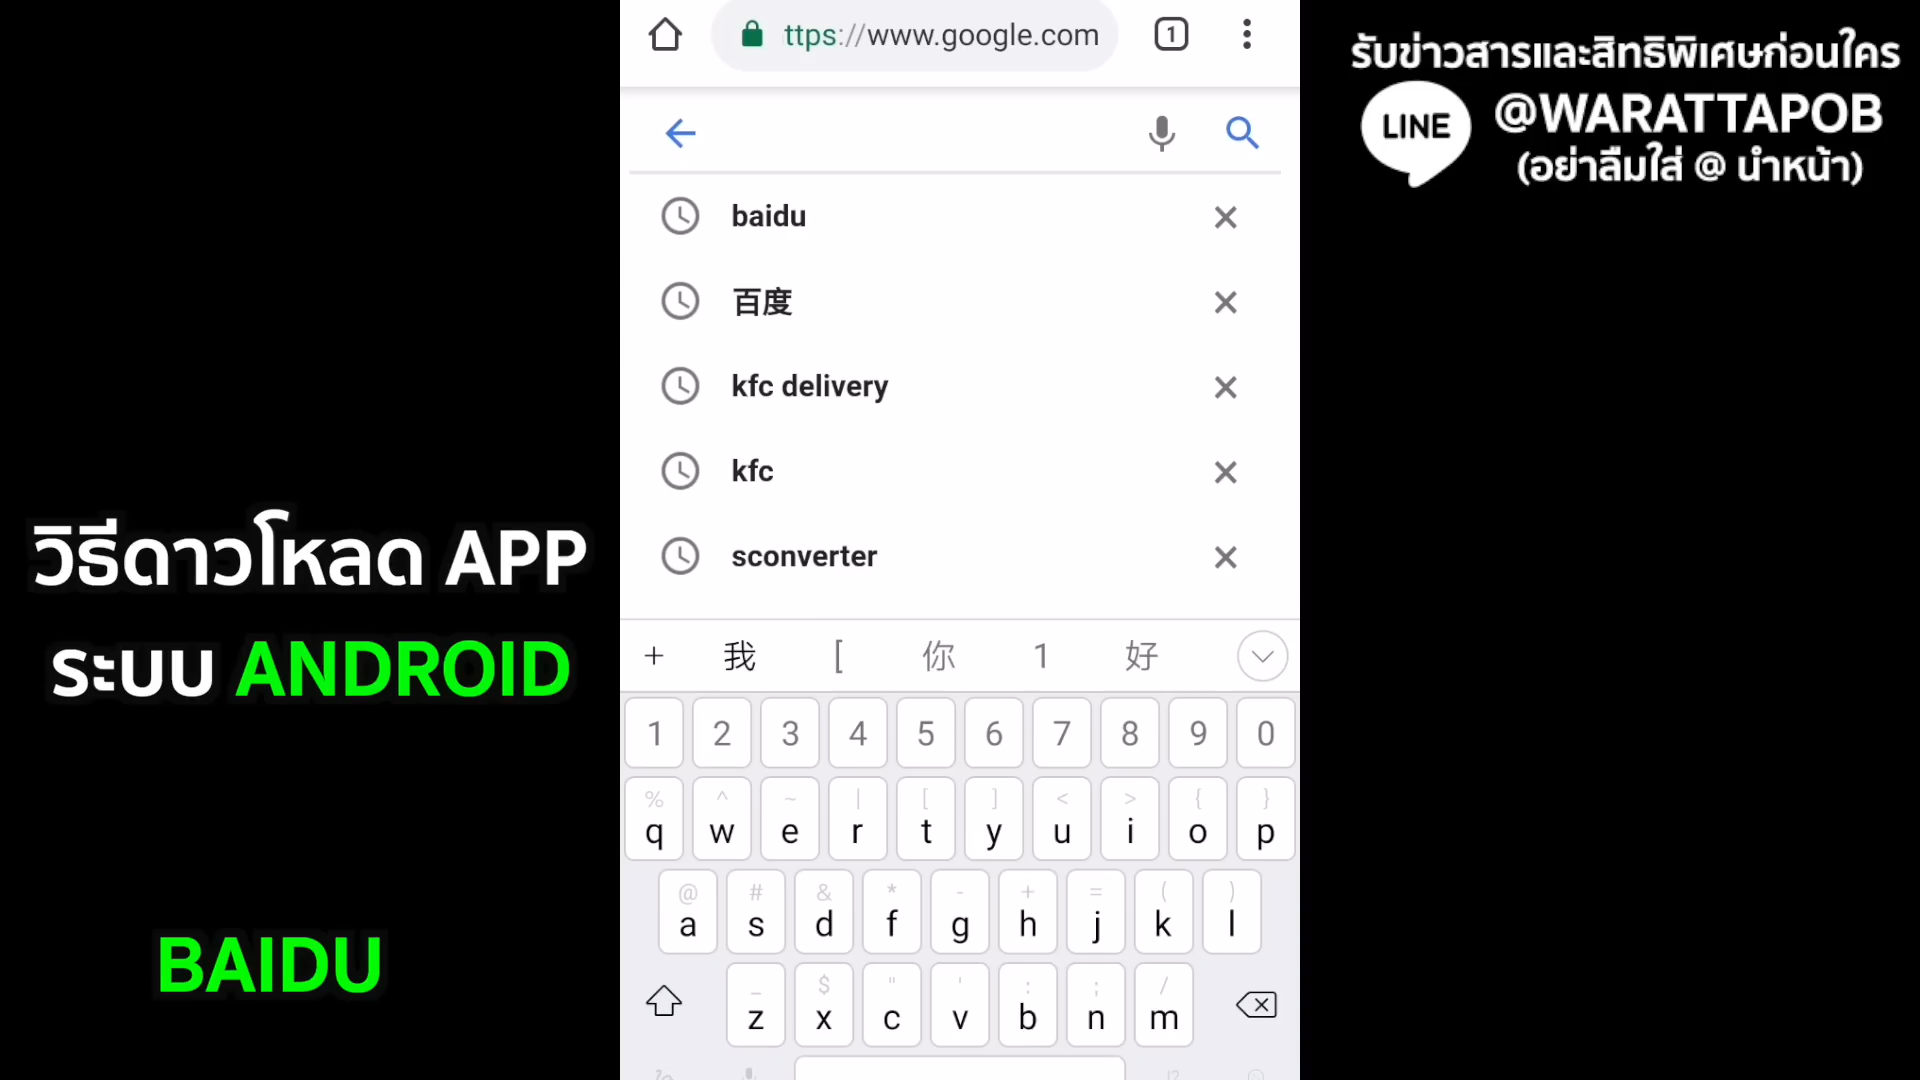 ttps://www.google.com
1
baidu
百度
kfc delivery
kfc
sconverter
+ 我 [ 你 1 好
1 2 3 4 5 6 7 8 9 0
% ^ ~ | [ ] < > { }
q w e r t y u i o p
@ # & * - + = ( )
a s d f g h j k l
_ $ " ' : ; /
z x c v b n m
วิธีดาวโหลด APP
ระบบ ANDROID
BAIDU
รับข่าวสารและสิทธิพิเศษก่อนใคร
LINE @WARATTAPOB
(อย่าลืมใส่ @ นำหน้า)